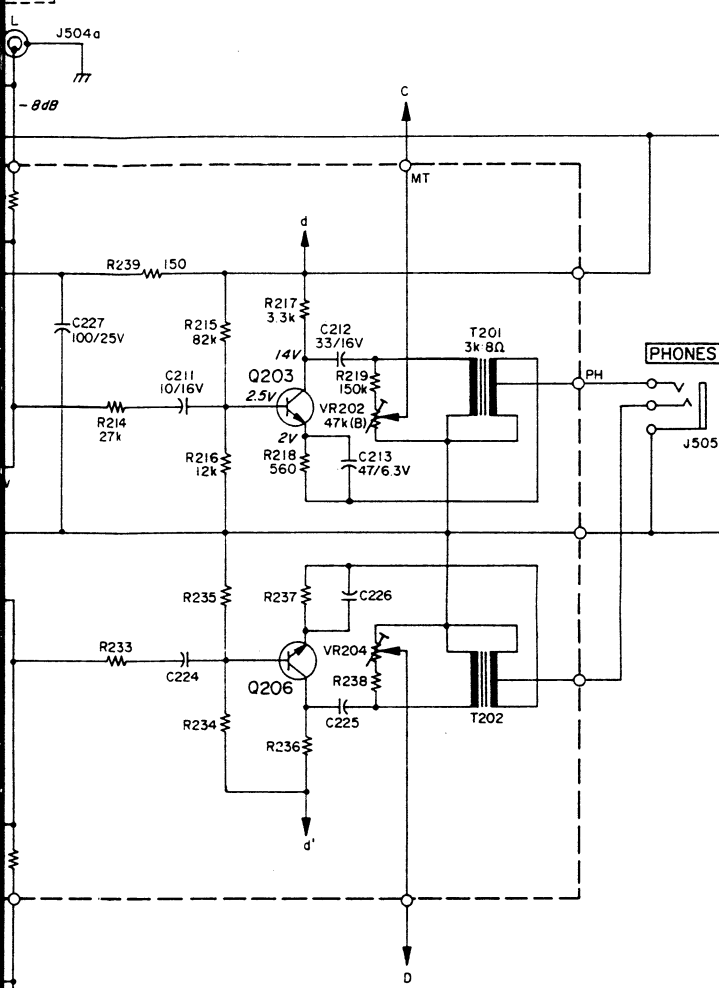 L
J504a
-8dB
C
MT
d
R239 150
R217
3.3k
C227
100/25V
R215
82k
C212
33/16V
T201
3k:8Ω
14V
R219
150k
PHONES
C211
10/16V
Q203
2.5V
PH
VR202
47k(B)
R214
27k
2V
J505
R216
12k
R218
560
C213
47/6.3V
V
R235
R237
C226
R233
C224
VR204
Q206
R238
R234
C225
T202
R236
d'
D